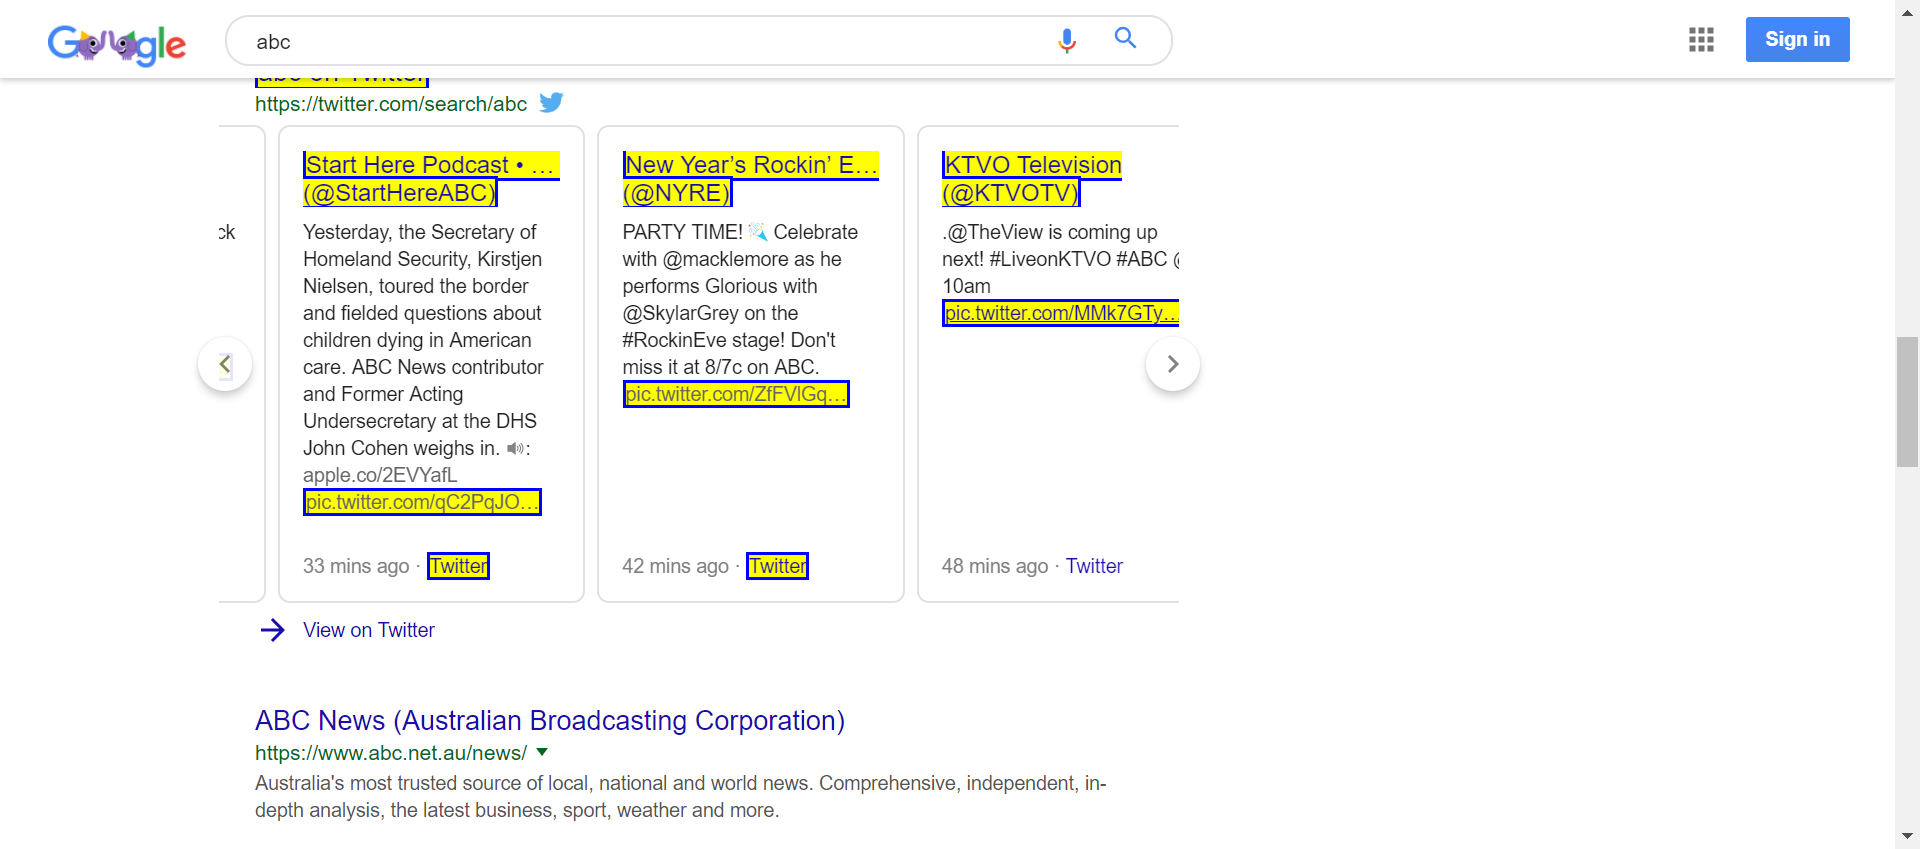 Google
abc
Sign in
abc on Twitter
https://twitter.com/search/abc
ck
Start Here Podcast • …
(@StartHereABC)
Yesterday, the Secretary of
Homeland Security, Kirstjen
Nielsen, toured the border
and fielded questions about
children dying in American
care. ABC News contributor
and Former Acting
Undersecretary at the DHS
John Cohen weighs in. 🔊:
apple.co/2EVYafL
pic.twitter.com/qC2PqJO…
33 mins ago · Twitter
New Year’s Rockin’ E…
(@NYRE)
PARTY TIME! 🎉 Celebrate
with @macklemore as he
performs Glorious with
@SkylarGrey on the
#RockinEve stage! Don't
miss it at 8/7c on ABC.
pic.twitter.com/ZfFVlGq…
42 mins ago · Twitter
KTVO Television
(@KTVOTV)
.@TheView is coming up
next! #LiveonKTVO #ABC @
10am
pic.twitter.com/MMk7GTy…
48 mins ago · Twitter
View on Twitter
ABC News (Australian Broadcasting Corporation)
https://www.abc.net.au/news/
Australia's most trusted source of local, national and world news. Comprehensive, independent, in-
depth analysis, the latest business, sport, weather and more.